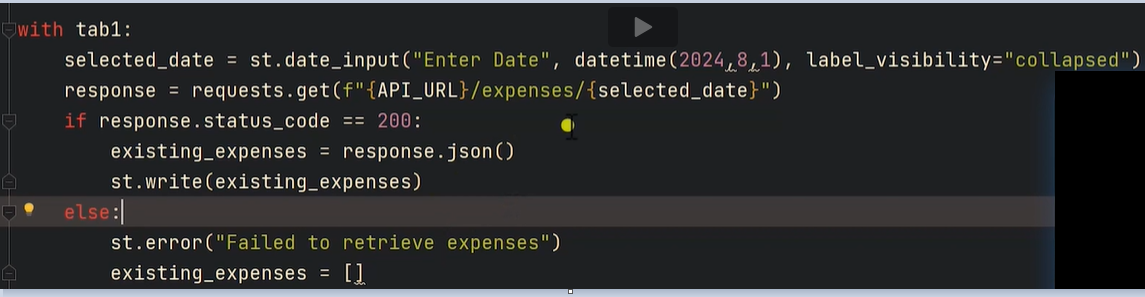 with tab1:
    selected_date = st.date_input("Enter Date", datetime(2024,8,1), label_visibility="collapsed")
    response = requests.get(f"{API_URL}/expenses/{selected_date}")
    if response.status_code == 200:
        existing_expenses = response.json()
        st.write(existing_expenses)
    else:
        st.error("Failed to retrieve expenses")
        existing_expenses = []